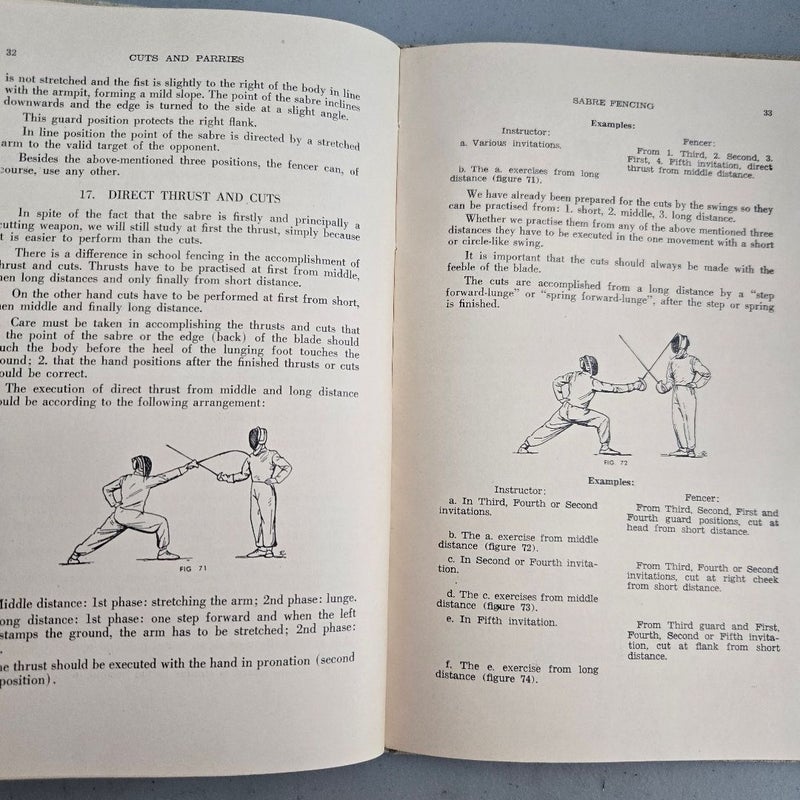 32
CUTS AND PARRIES
is not stretched and the fist is slightly to the right of the body in line
with the armpit, forming a mild slope. The point of the sabre inclines
downwards and the edge is turned to the side at a slight angle.
This guard position protects the right flank.
In line position the point of the sabre is directed by a stretched
arm to the valid target of the opponent.
Besides the above-mentioned three positions, the fencer can, of
course, use any other.
17. DIRECT THRUST AND CUTS
In spite of the fact that the sabre is firstly and principally a
cutting weapon, we will still study at first the thrust, simply because
t is easier to perform than the cuts.
There is a difference in school fencing in the accomplishment of
hrust and cuts. Thrusts have to be practised at first from middle,
hen long distances and only finally from short distance.
On the other hand cuts have to be performed at first from short,
hen middle and finally long distance.
Care must be taken in accomplishing the thrusts and cuts that
the point of the sabre or the edge (back) of the blade should
uch the body before the heel of the lunging foot touches the
ound; 2. that the hand positions after the finished thrusts or cuts
ould be correct.
The execution of direct thrust from middle and long distance
ould be according to the following arrangement:
FIG 71
Middle distance: 1st phase: stretching the arm; 2nd phase: lunge.
ong distance: 1st phase: one step forward and when the left
stamps the ground, the arm has to be stretched; 2nd phase:
.
he thrust should be executed with the hand in pronation (second
position).
SABRE FENCING
33
Examples:
Instructor:
a. Various invitations.
b. The a. exercises from long
distance (figure 71).
Fencer:
From 1. Third, 2. Second, 3.
First, 4. Fifth invitation, direct
thrust from middle distance.
We have already been prepared for the cuts by the swings so they
can be practised from: 1. short, 2. middle, 3. long distance.
Whether we practise them from any of the above mentioned three
distances they have to be executed in the one movement with a short
or circle-like swing.
It is important that the cuts should always be made with the
feeble of the blade.
The cuts are accomplished from a long distance by a "step
forward-lunge" or "spring forward-lunge", after the step or spring
is finished.
FIG 72
Examples:
Instructor:
a. In Third, Fourth or Second
invitations.
b. The a. exercise from middle
distance (figure 72).
c. In Second or Fourth invita-
tion.
d. The c. exercises from middle
distance (figure 73).
e. In Fifth invitation.
f. The e. exercise from long
distance (figure 74).
Fencer:
From Third, Second, First and
Fourth guard positions, cut at
head from short distance.
From Third, Fourth or Second
invitations, cut at right cheek
from short distance.
From Third guard and First,
Fourth, Second or Fifth invita-
tion, cut at flank from short
distance.